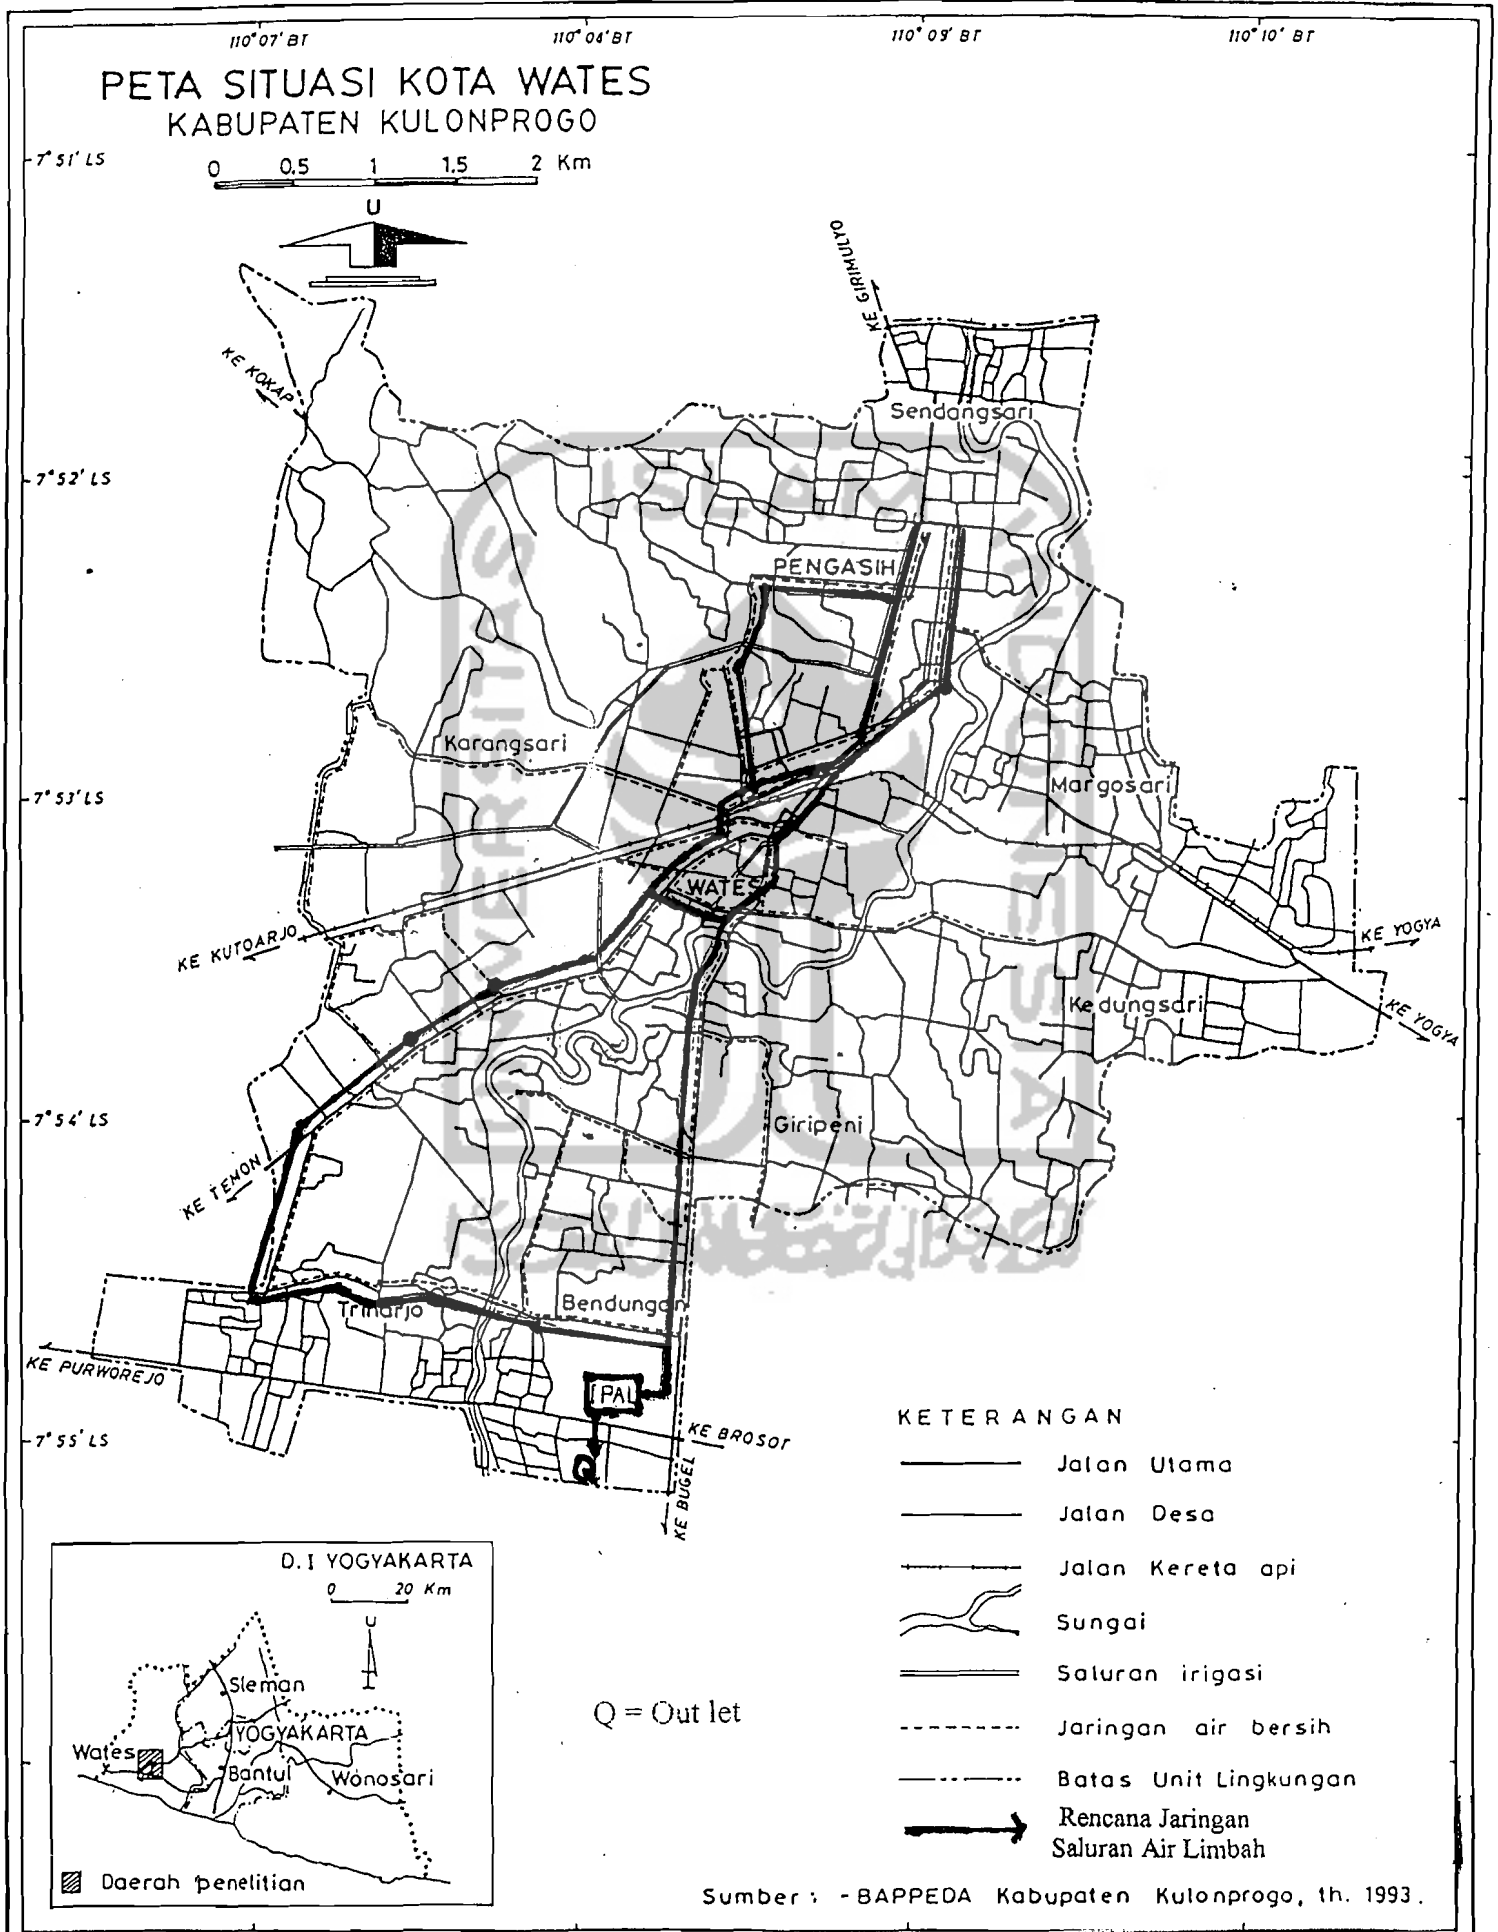 110°07' BT
110°04' BT
110°09' BT
110°10' BT
PETA SITUASI KOTA WATES
KABUPATEN KULONPROGO
7°51' LS
0 0.5 1 1.5 2 Km
U
KE GIRIMULYO
KE KOKAP
Sendangsari
7°52' LS
UNIVERSITAS
ISLAM
INDONESIA
PENGASIH
Karangsari
Margosari
7°53' LS
WATES
KE KUTOARJO
KE YOGYA
Kedungsari
KE YOGYA
7°54' LS
Giripeni
KE TEMON
Bendungan
Triharjo
KE PURWOREJO
IPAL
7°55' LS
KE BROSOT
Q
KE BUGEL
KETERANGAN
Jalan Utama
Jalan Desa
Jalan Kereta api
Sungai
Saluran irigasi
Jaringan air bersih
Batas Unit Lingkungan
Rencana Jaringan
Saluran Air Limbah
D.I YOGYAKARTA
0 20 Km
U
Sleman
YOGYAKARTA
Wates
Bantul
Wonosari
Daerah penelitian
Q = Out let
Sumber : - BAPPEDA Kabupaten Kulonprogo, th. 1993.